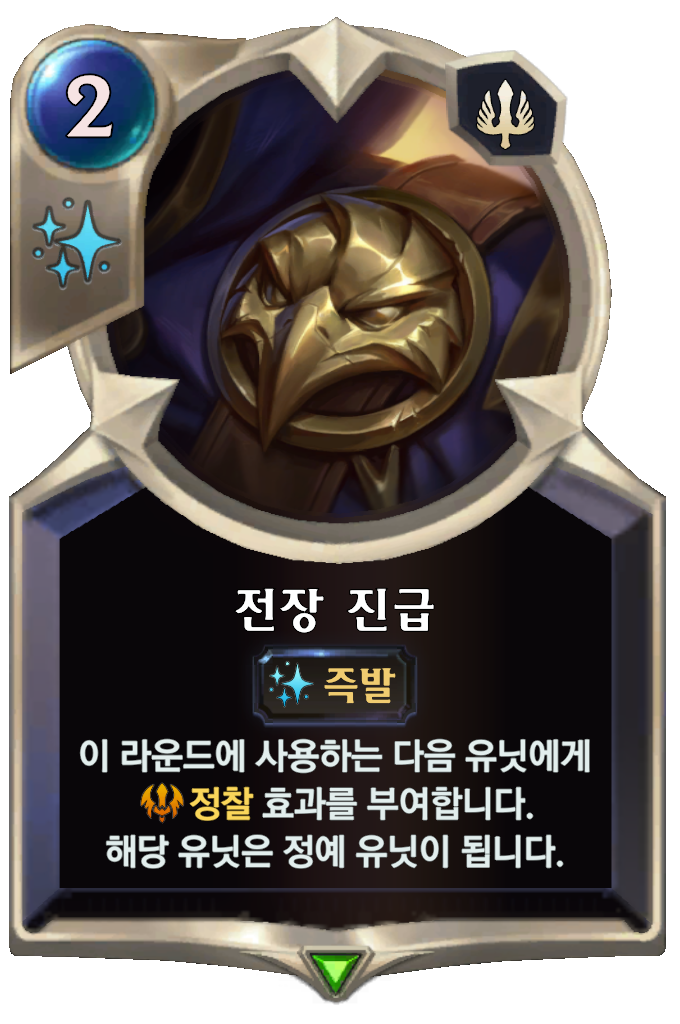 2
전장 진급
즉발
이 라운드에 사용하는 다음 유닛에게
정찰 효과를 부여합니다.
해당 유닛은 정예 유닛이 됩니다.